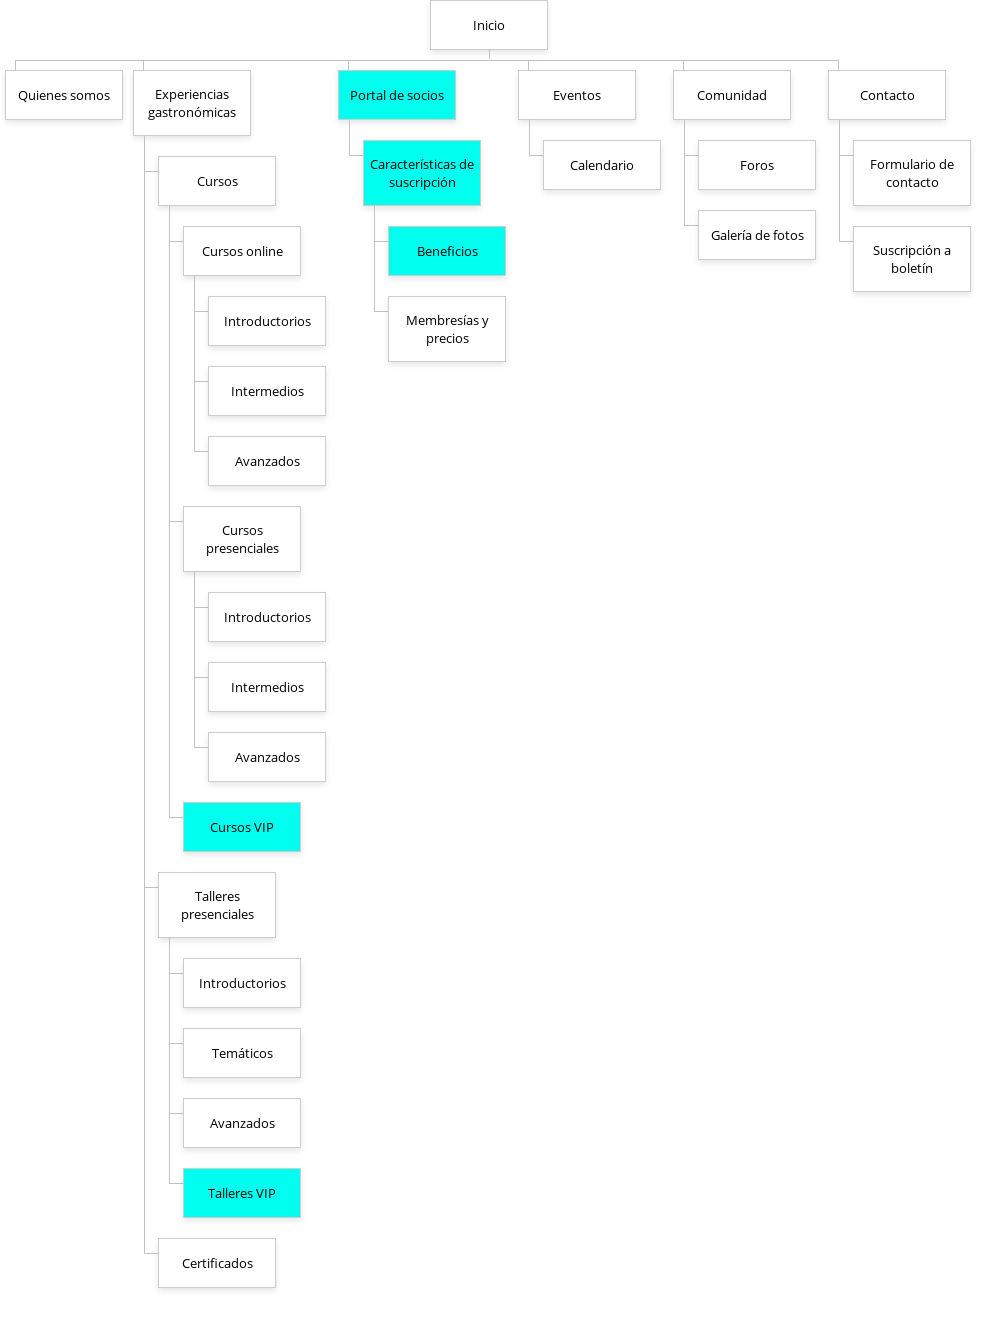 Inicio
Quienes somos
Experiencias
gastronómicas
Cursos
Cursos online
Introductorios
Intermedios
Avanzados
Cursos
presenciales
Introductorios
Intermedios
Avanzados
Cursos VIP
Talleres
presenciales
Introductorios
Temáticos
Avanzados
Talleres VIP
Certificados
Portal de socios
Características de
suscripción
Beneficios
Membresías y
precios
Eventos
Calendario
Comunidad
Foros
Galería de fotos
Contacto
Formulario de
contacto
Suscripción a
boletín